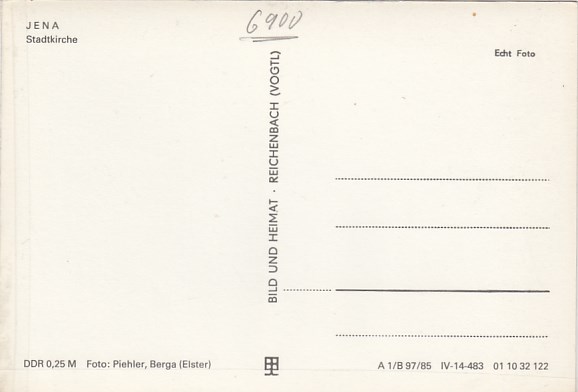 JENA
Stadtkirche
6900
Echt Foto
BILD UND HEIMAT · REICHENBACH (VOGTL)
DDR 0,25 M Foto: Piehler, Berga (Elster)
A 1/B 97/85 IV-14-483 01 10 32 122